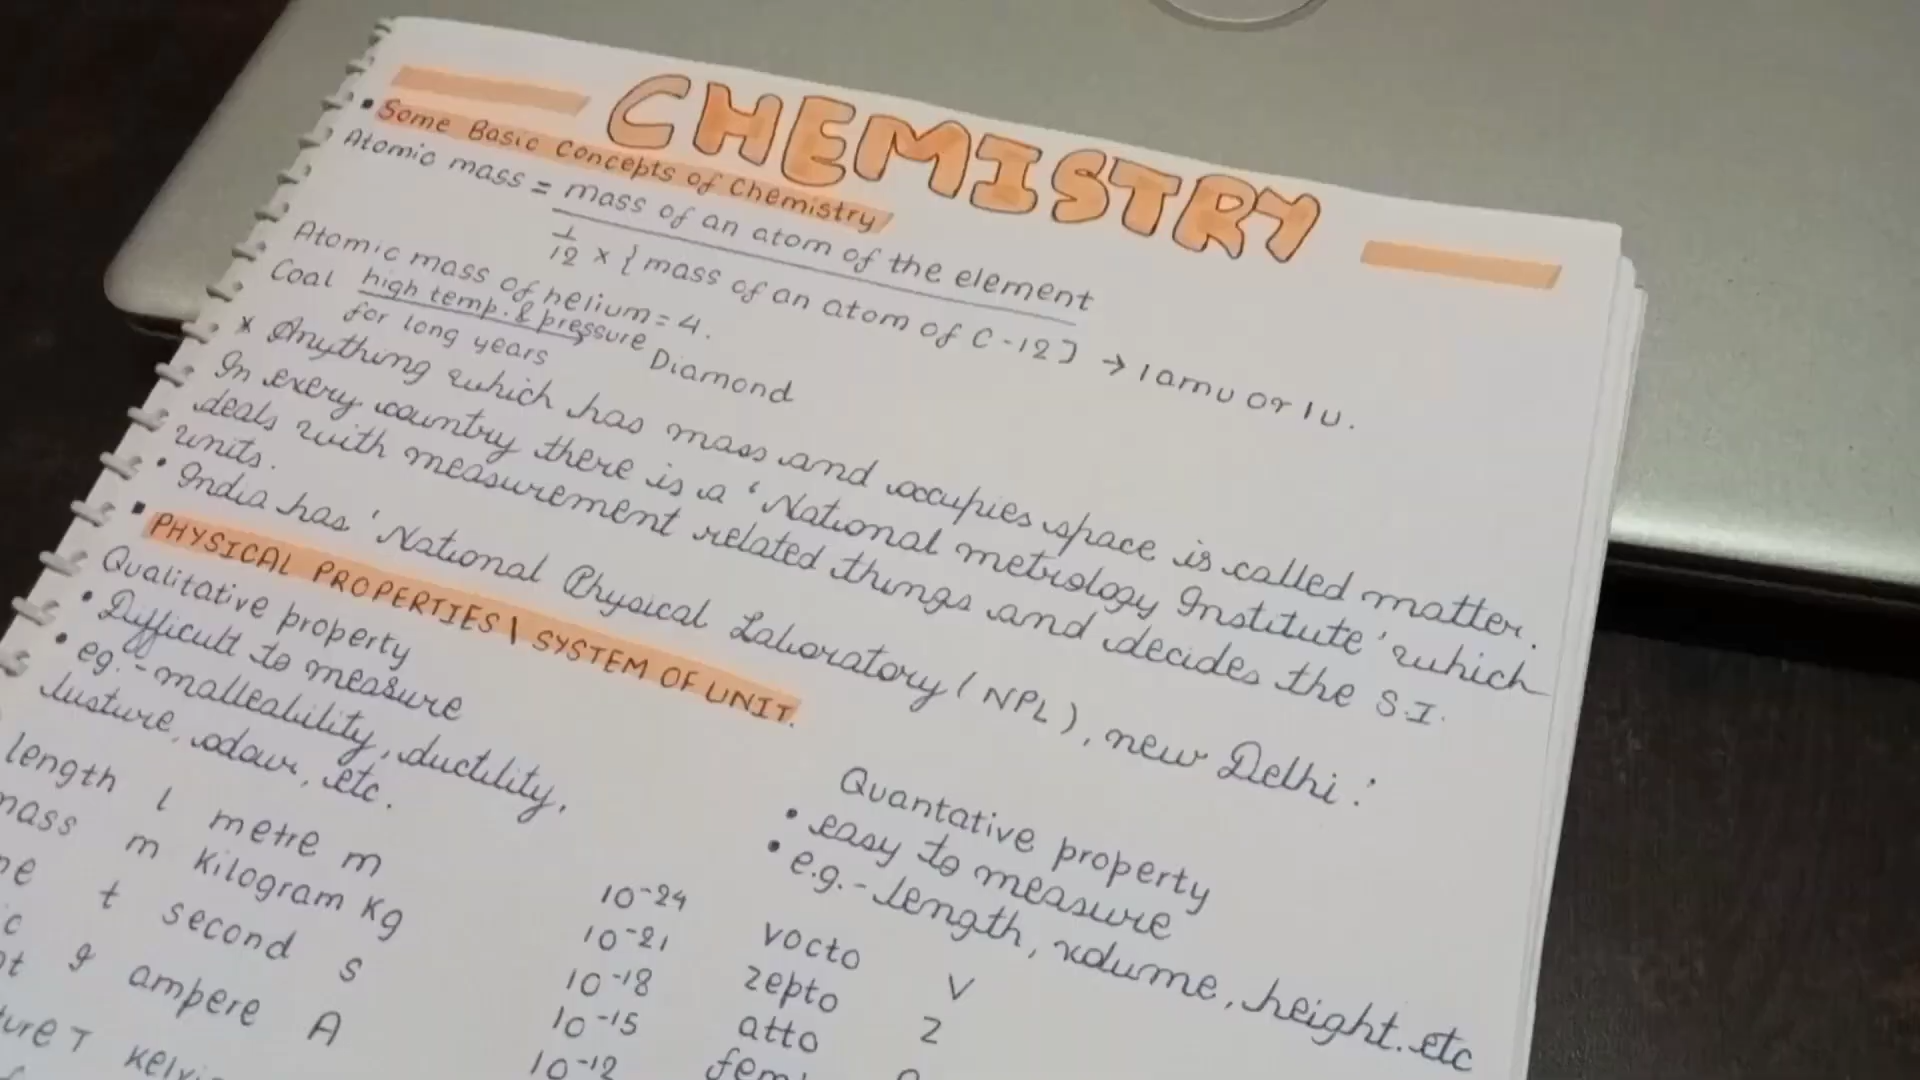 CHEMISTRY
• Some Basic Concepts of Chemistry
Atomic mass = mass of an atom of the element
1/12 × { mass of an atom of C-12} → 1 amu or 1 u.
Atomic mass of helium = 4.
Coal high temp. & pressure Diamond
for long years
x Anything which has mass and occupies space is called matter.
In every country there is a 'National metrology Institute' which
deals with measurement related things and decides the S.I.
units.
• India has 'National Physical Laboratory (NPL), new Delhi.'
▪ PHYSICAL PROPERTIES \ SYSTEM OF UNIT.
Qualitative property
• Difficult to measure
• eg. - malleability, ductility,
lusture, odour, etc.
Quantative property
• easy to measure
• e.g. - length, volume, height. etc
length l metre m
mass m Kilogram Kg
t second s
ampere A
T
10-24 vocto v
10-21 zepto z
10-18 atto
10-15
10-12